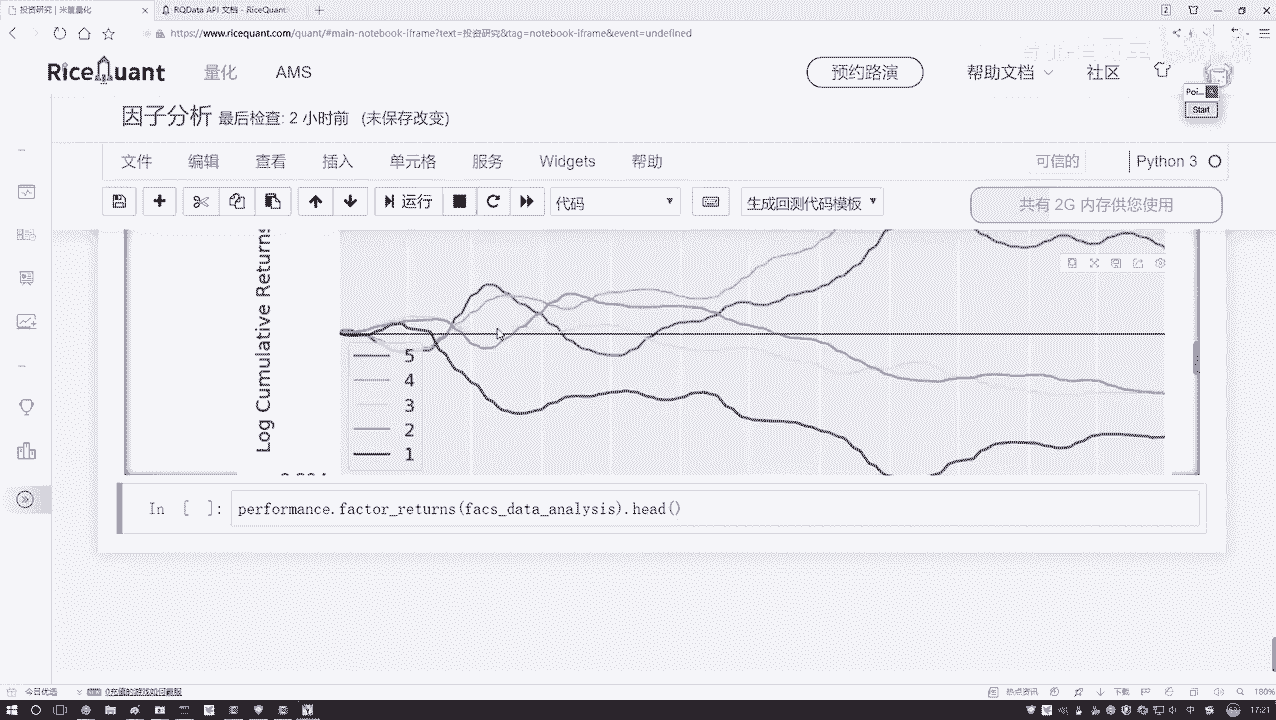 投资研究 | 米筐量化
RQData API 文档 - RiceQuant
https://www.ricequant.com/quant/#main-notebook-iframe?text=投资研究&tag=notebook-iframe&event=undefined
RiceQuant 量化 AMS 预约路演 帮助文档 社区
Start
因子分析 最后检查: 2 小时前 (未保存改变)
文件 编辑 查看 插入 单元格 服务 Widgets 帮助 可信的 Python 3
运行 代码 生成回测代码模板 共有 2G 内存供您使用
Log Cumulative Returns
5
4
3
2
1
In [ ]: performance.factor_returns(facs_data_analysis).head()
今日优选
热点资讯 下载 180%
中 17:21